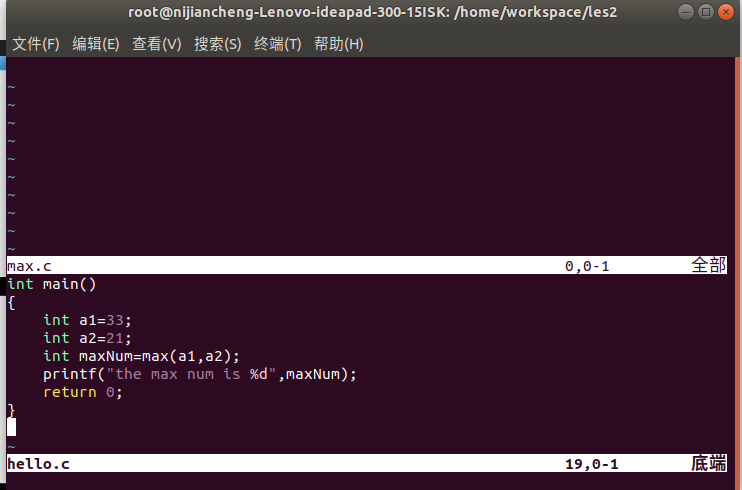 root@nijiancheng-Lenovo-ideapad-300-15ISK: /home/workspace/les2
文件(F) 编辑(E) 查看(V) 搜索(S) 终端(T) 帮助(H)
~
~
~
~
~
~
~
~
~
~
max.c 0,0-1 全部
int main()
{
    int a1=33;
    int a2=21;
    int maxNum=max(a1,a2);
    printf("the max num is %d",maxNum);
    return 0;
}
~
hello.c 19,0-1 底端